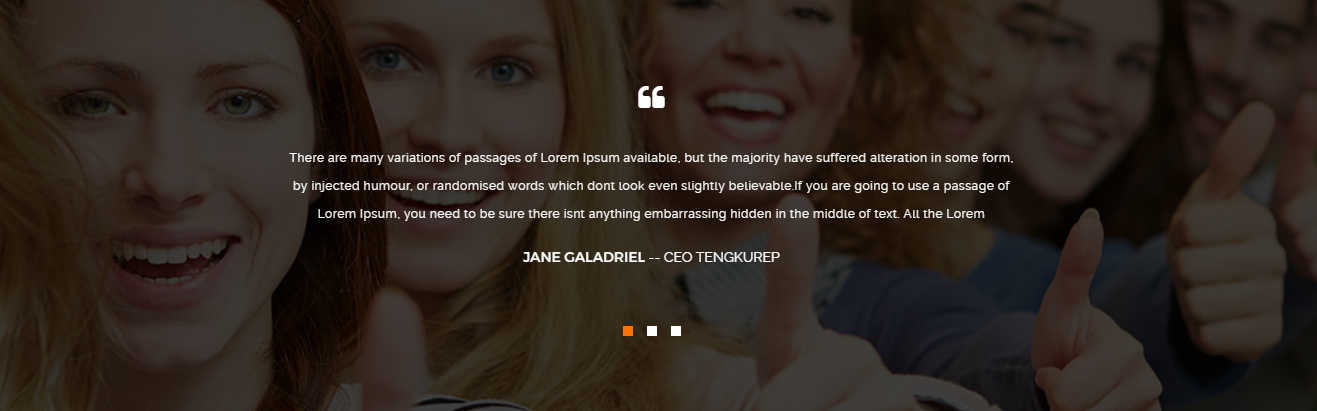 ❝
There are many variations of passages of Lorem Ipsum available, but the majority have suffered alteration in some form,
by injected humour, or randomised words which dont look even slightly believable.If you are going to use a passage of
Lorem Ipsum, you need to be sure there isnt anything embarrassing hidden in the middle of text. All the Lorem
JANE GALADRIEL -- CEO TENGKUREP